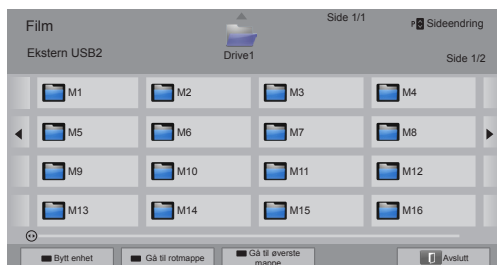 Film
Side 1/1
P Sideendring
Ekstern USB2
Drive1
Side 1/2
M1 M2 M3 M4
M5 M6 M7 M8
M9 M10 M11 M12
M13 M14 M15 M16
Bytt enhet
Gå til rotmappe
Gå til øverste
mappe
Avslutt